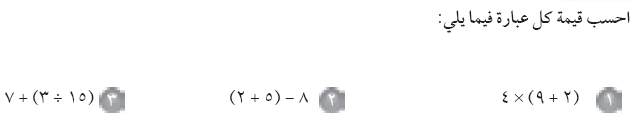 احسب قيمة كل عبارة فيما يلي:
١ (٢ + ٩) × ٤ ٢ ٨ − (٥ + ٢) ٣ (١٥ ÷ ٣) + ٧